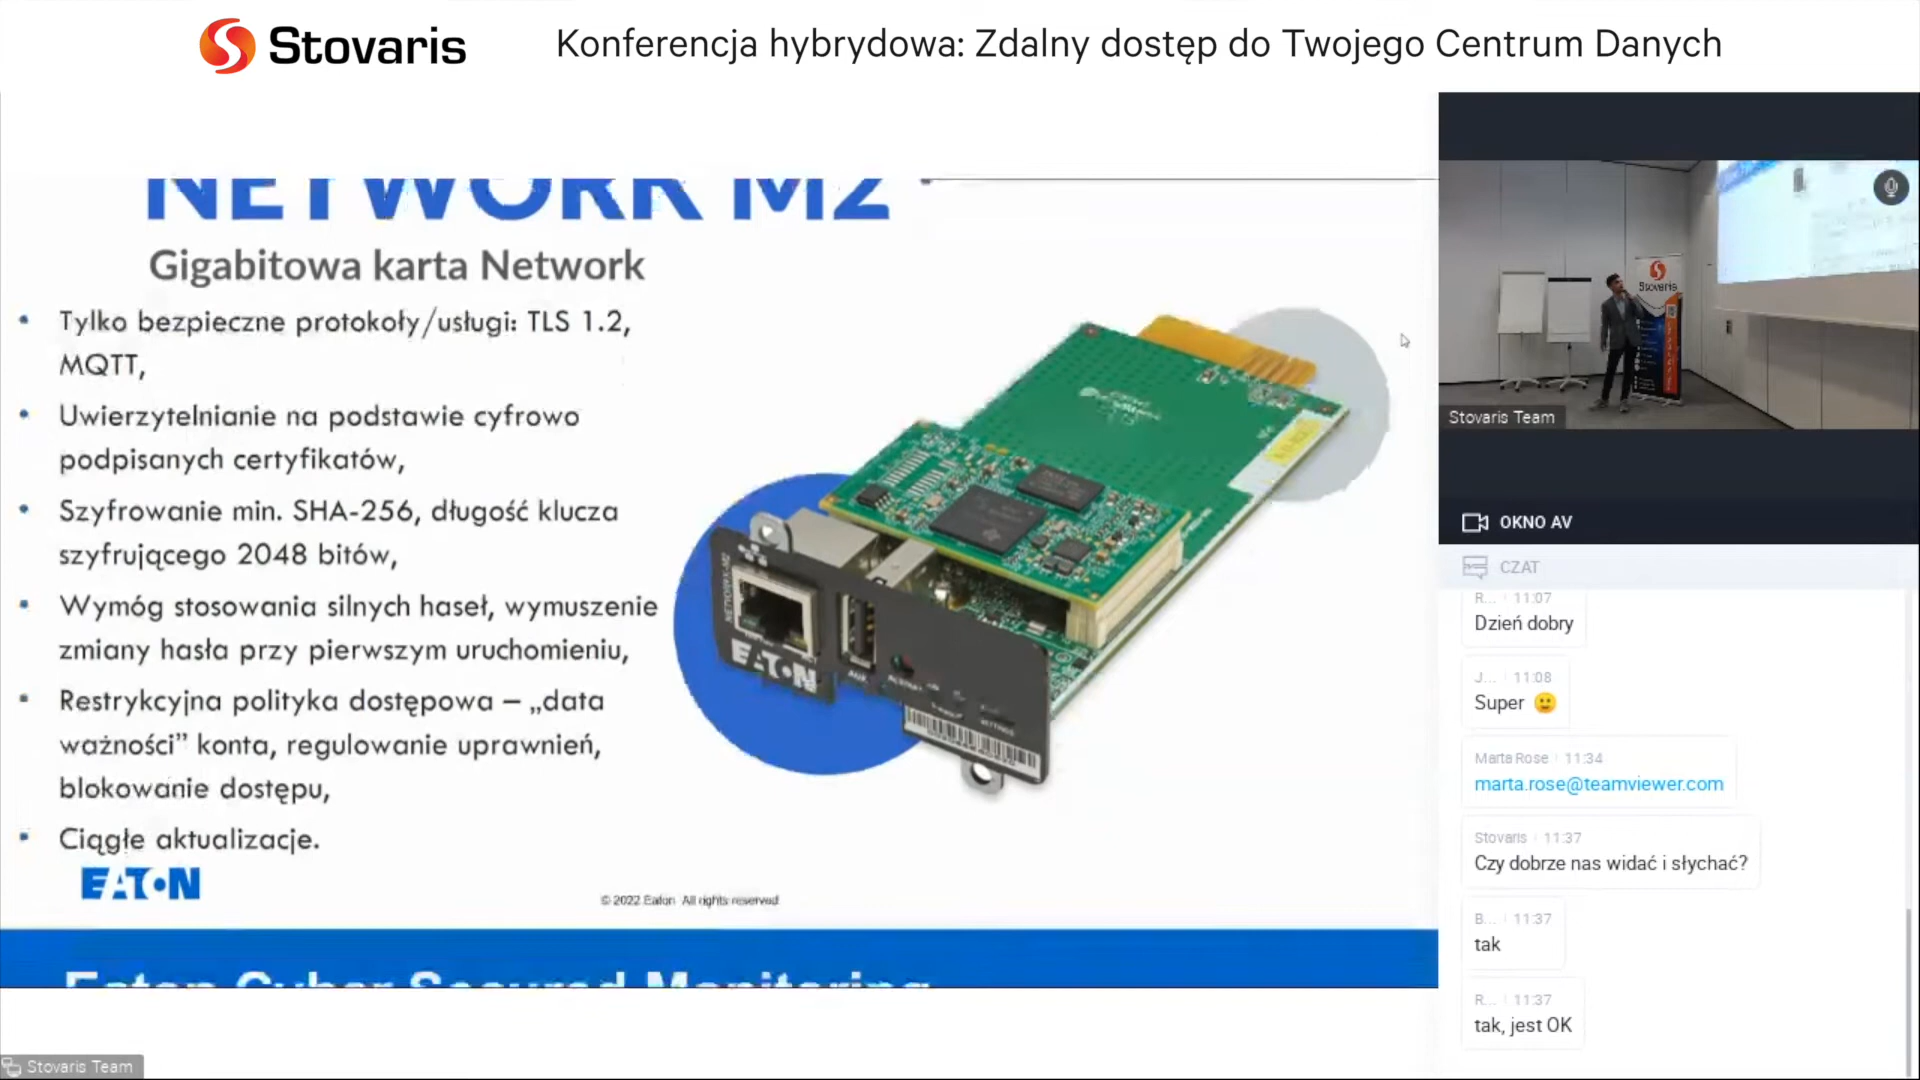 Stovaris
Konferencja hybrydowa: Zdalny dostęp do Twojego Centrum Danych
NETWORK M2
Gigabitowa karta Network
• Tylko bezpieczne protokoły/usługi: TLS 1.2,
MQTT,
• Uwierzytelnianie na podstawie cyfrowo
podpisanych certyfikatów,
• Szyfrowanie min. SHA-256, długość klucza
szyfrującego 2048 bitów,
• Wymóg stosowania silnych haseł, wymuszenie
zmiany hasła przy pierwszym uruchomieniu,
• Restrykcyjna polityka dostępowa – „data
ważności” konta, regulowanie uprawnień,
blokowanie dostępu,
• Ciągłe aktualizacje.
EATON
© 2022 Eaton. All rights reserved
Eaton Cyber Secured Monitoring
Stovaris Team
NETWORK-M2
EATON
AUX
Stovaris
Stovaris Team
OKNO AV
CZAT
R... 11:07
Dzień dobry
J... 11:08
Super 🙂
Marta Rose 11:34
marta.rose@teamviewer.com
Stovaris 11:37
Czy dobrze nas widać i słychać?
B... 11:37
tak
R... 11:37
tak, jest OK